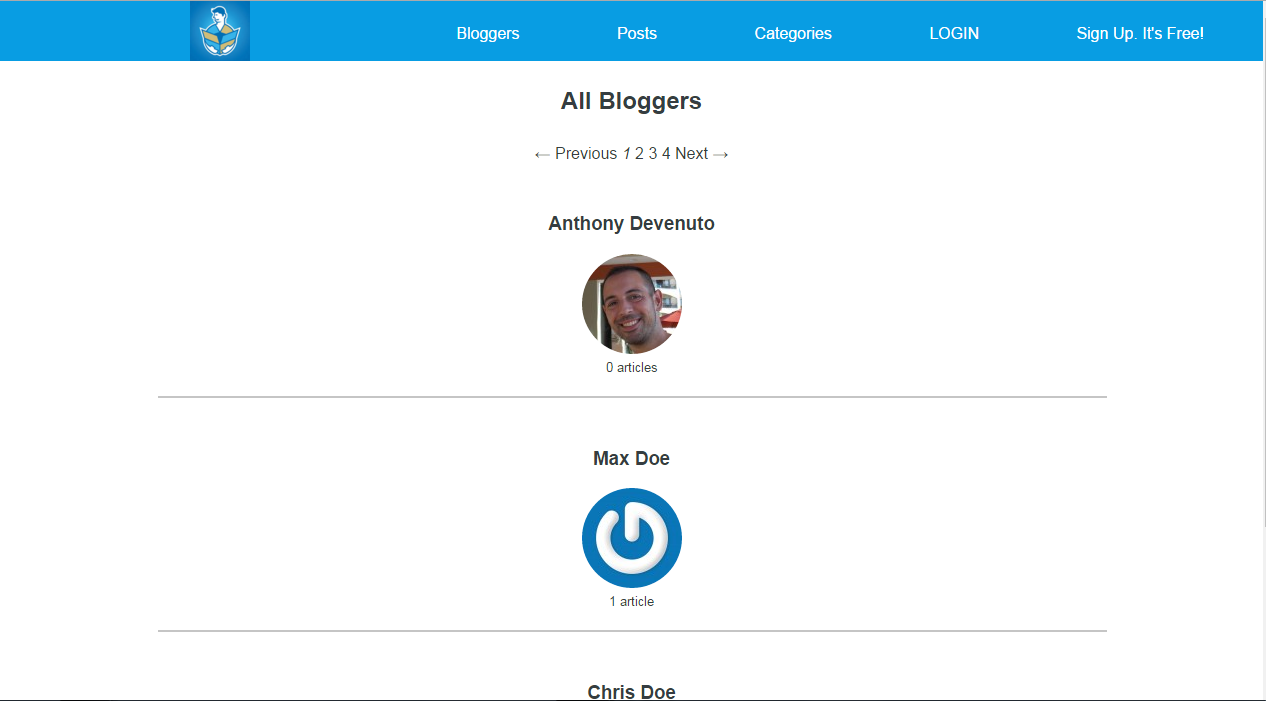 Bloggers Posts Categories LOGIN Sign Up. It's Free!
All Bloggers
← Previous 1 2 3 4 Next →
Anthony Devenuto
0 articles
Max Doe
1 article
Chris Doe